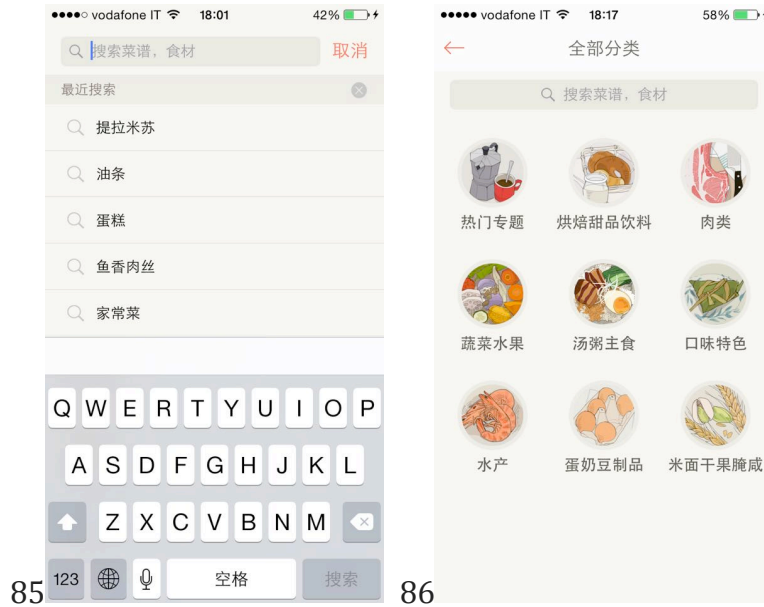 vodafone IT 18:01 42%
搜索菜谱，食材 取消
最近搜索
提拉米苏
油条
蛋糕
鱼香肉丝
家常菜
Q W E R T Y U I O P
A S D F G H J K L
Z X C V B N M
123 空格 搜索
85
vodafone IT 18:17 58%
全部分类
搜索菜谱，食材
热门专题 烘焙甜品饮料 肉类
蔬菜水果 汤粥主食 口味特色
水产 蛋奶豆制品 米面干果腌咸
86